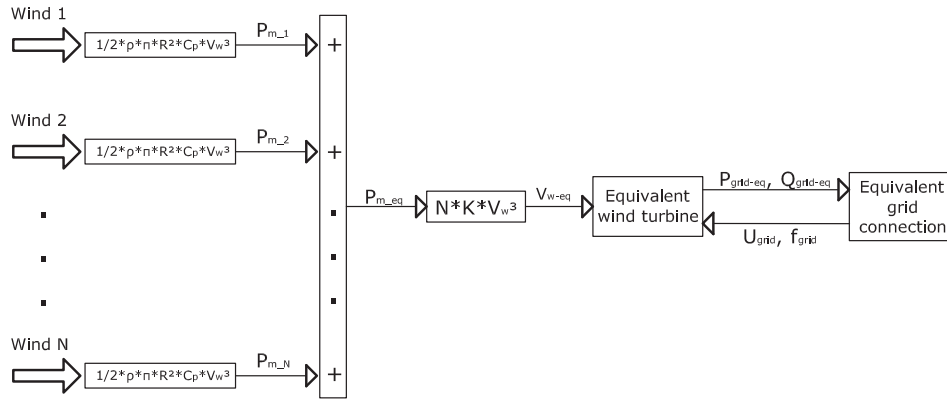 Wind 1
1/2*ρ*π*R²*Cp*Vw³
Pm_1
+
Wind 2
1/2*ρ*π*R²*Cp*Vw³
Pm_2
+
Pm_eq
N*K*Vw³
Vw-eq
Equivalent
wind turbine
Pgrid-eq, Qgrid-eq
Ugrid, fgrid
Equivalent
grid
connection
Wind N
1/2*ρ*π*R²*Cp*Vw³
Pm_N
+